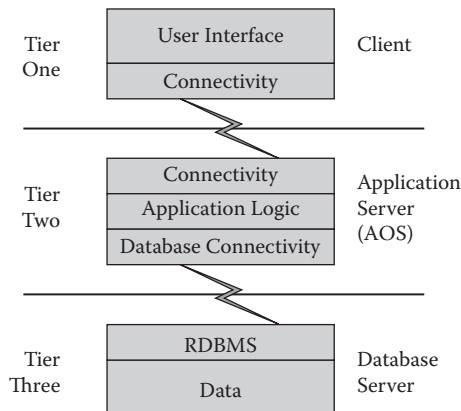 Tier
One
User Interface
Connectivity
Client
Tier
Two
Connectivity
Application Logic
Database Connectivity
Application
Server
(AOS)
Tier
Three
RDBMS
Data
Database
Server